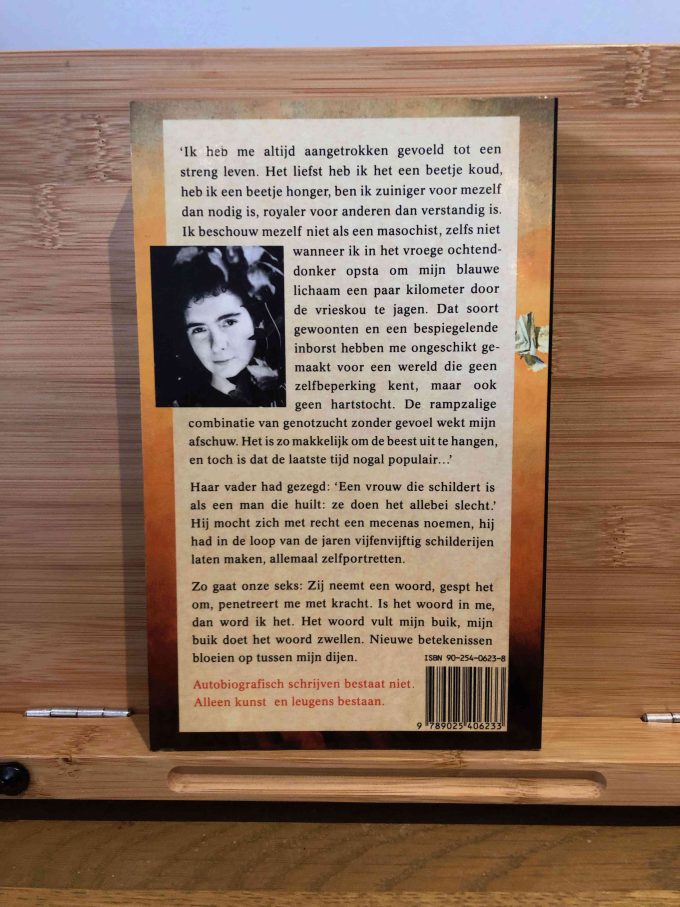 'Ik heb me altijd aangetrokken gevoeld tot een
streng leven. Het liefst heb ik het een beetje koud,
heb ik een beetje honger, ben ik zuiniger voor mezelf
dan nodig is, royaler voor anderen dan verstandig is.
Ik beschouw mezelf niet als een masochist, zelfs niet
wanneer ik in het vroege ochtend-
donker opsta om mijn blauwe
lichaam een paar kilometer door
de vrieskou te jagen. Dat soort
gewoonten en een bespiegelende
inborst hebben me ongeschikt ge-
maakt voor een wereld die geen
zelfbeperking kent, maar ook
geen hartstocht. De rampzalige
combinatie van genotzucht zonder gevoel wekt mijn
afschuw. Het is zo makkelijk om de beest uit te hangen,
en toch is dat de laatste tijd nogal populair...'
Haar vader had gezegd: 'Een vrouw die schildert is
als een man die huilt: ze doen het allebei slecht.'
Hij mocht zich met recht een mecenas noemen, hij
had in de loop van de jaren vijfenvijftig schilderijen
laten maken, allemaal zelfportretten.
Zo gaat onze seks: Zij neemt een woord, gespt het
om, penetreert me met kracht. Is het woord in me,
dan word ik het. Het woord vult mijn buik, mijn
buik doet het woord zwellen. Nieuwe betekenissen
bloeien op tussen mijn dijen.
ISBN 90-254-0623-8
Autobiografisch schrijven bestaat niet.
Alleen kunst en leugens bestaan.
9 789025 406233